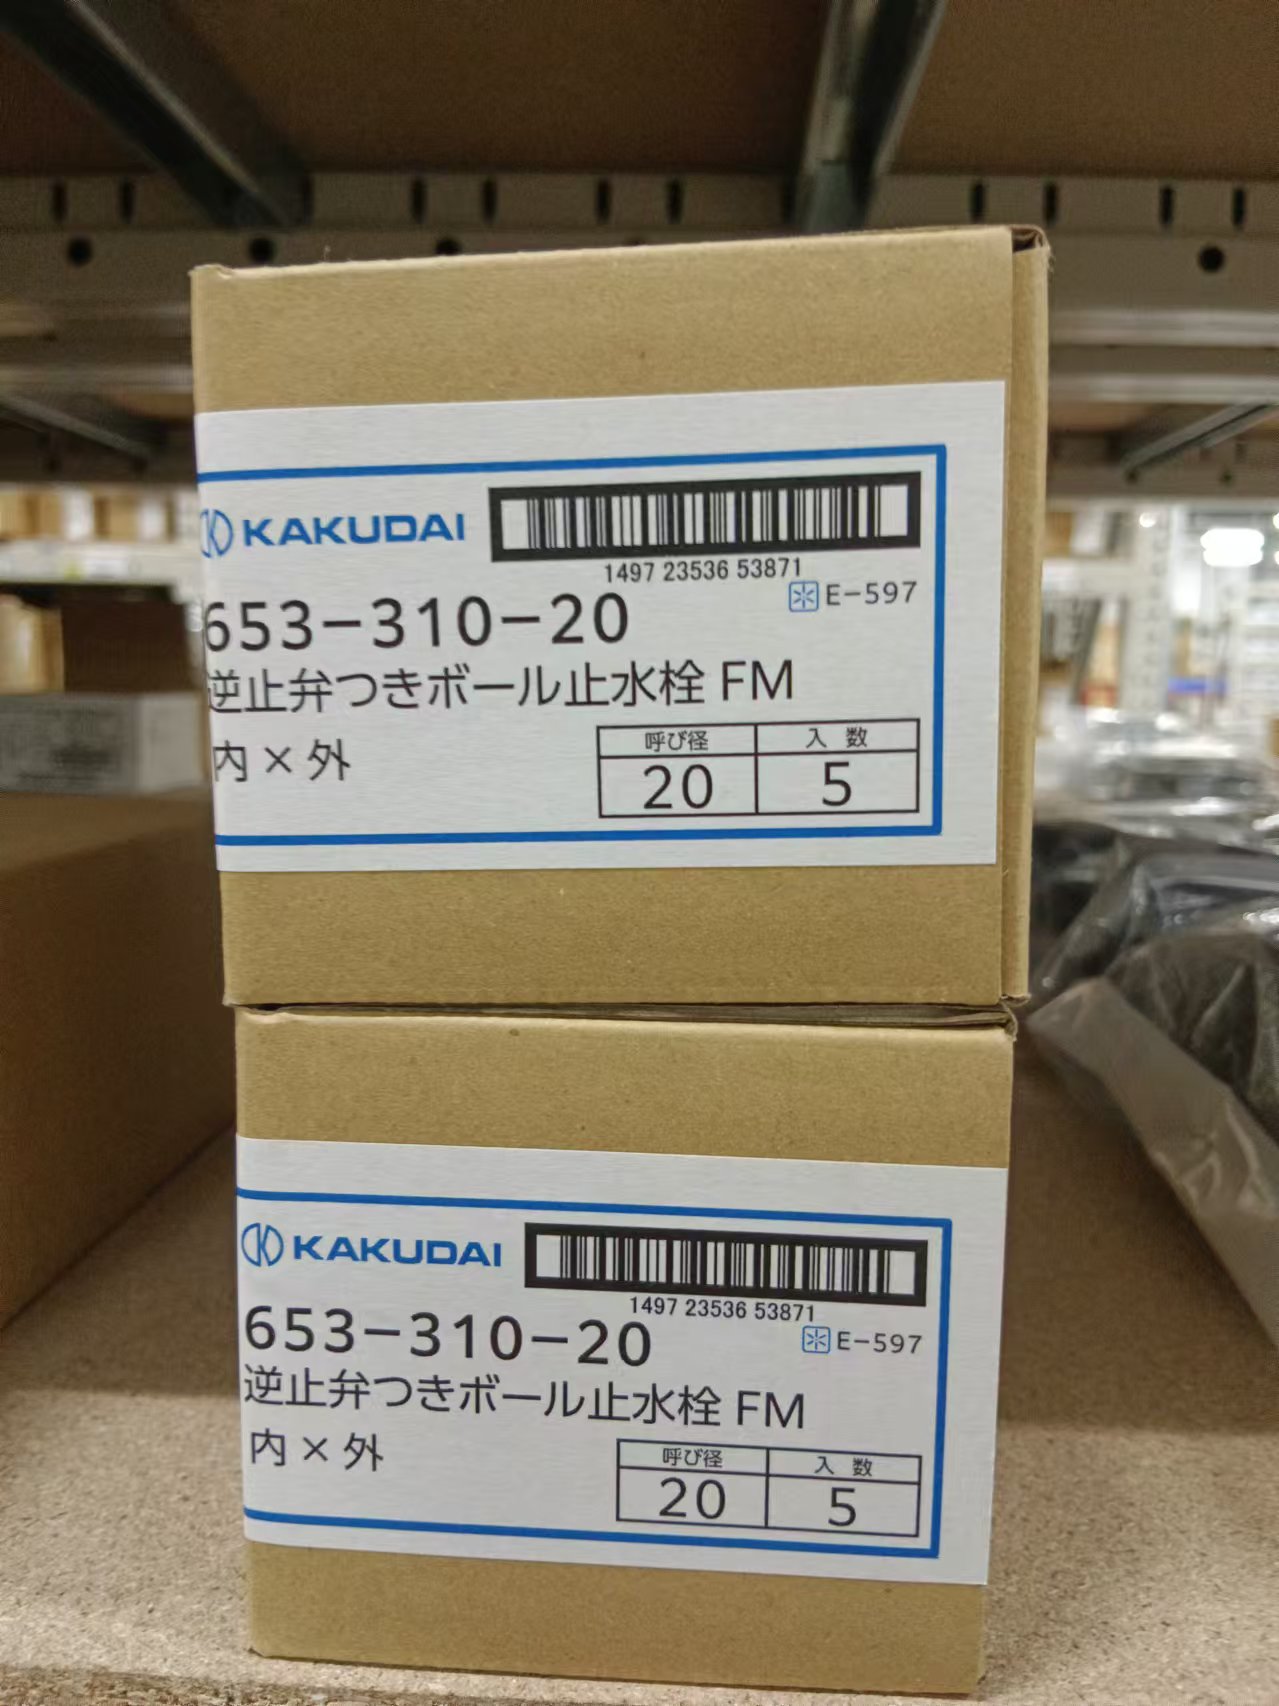 KAKUDAI
1497 23536 53871
E-597
653-310-20
逆止弁つきボール止水栓 FM
内×外
呼び径 入数
20 5
KAKUDAI
1497 23536 53871
E-597
653-310-20
逆止弁つきボール止水栓 FM
内×外
呼び径 入数
20 5